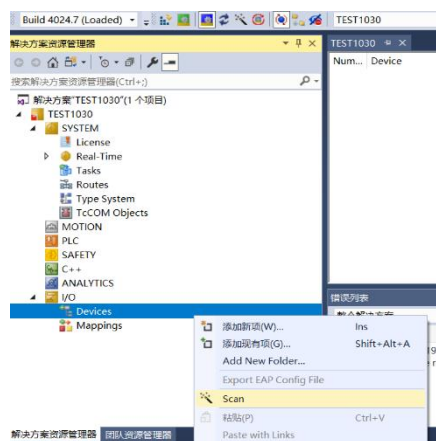 Build 4024.7 (Loaded)
TEST1030
解决方案资源管理器
TEST1030
搜索解决方案资源管理器(Ctrl+;)
Num... Device
解决方案"TEST1030"(1 个项目)
TEST1030
SYSTEM
License
Real-Time
Tasks
Routes
Type System
TcCOM Objects
MOTION
PLC
SAFETY
C++
ANALYTICS
I/O
错误列表
Devices
Mappings
添加新项(W)... Ins
添加现有项(G)... Shift+Alt+A
Add New Folder...
Export EAP Config File
Scan
粘贴(P) Ctrl+V
Paste with Links
解决方案资源管理器 团队资源管理器